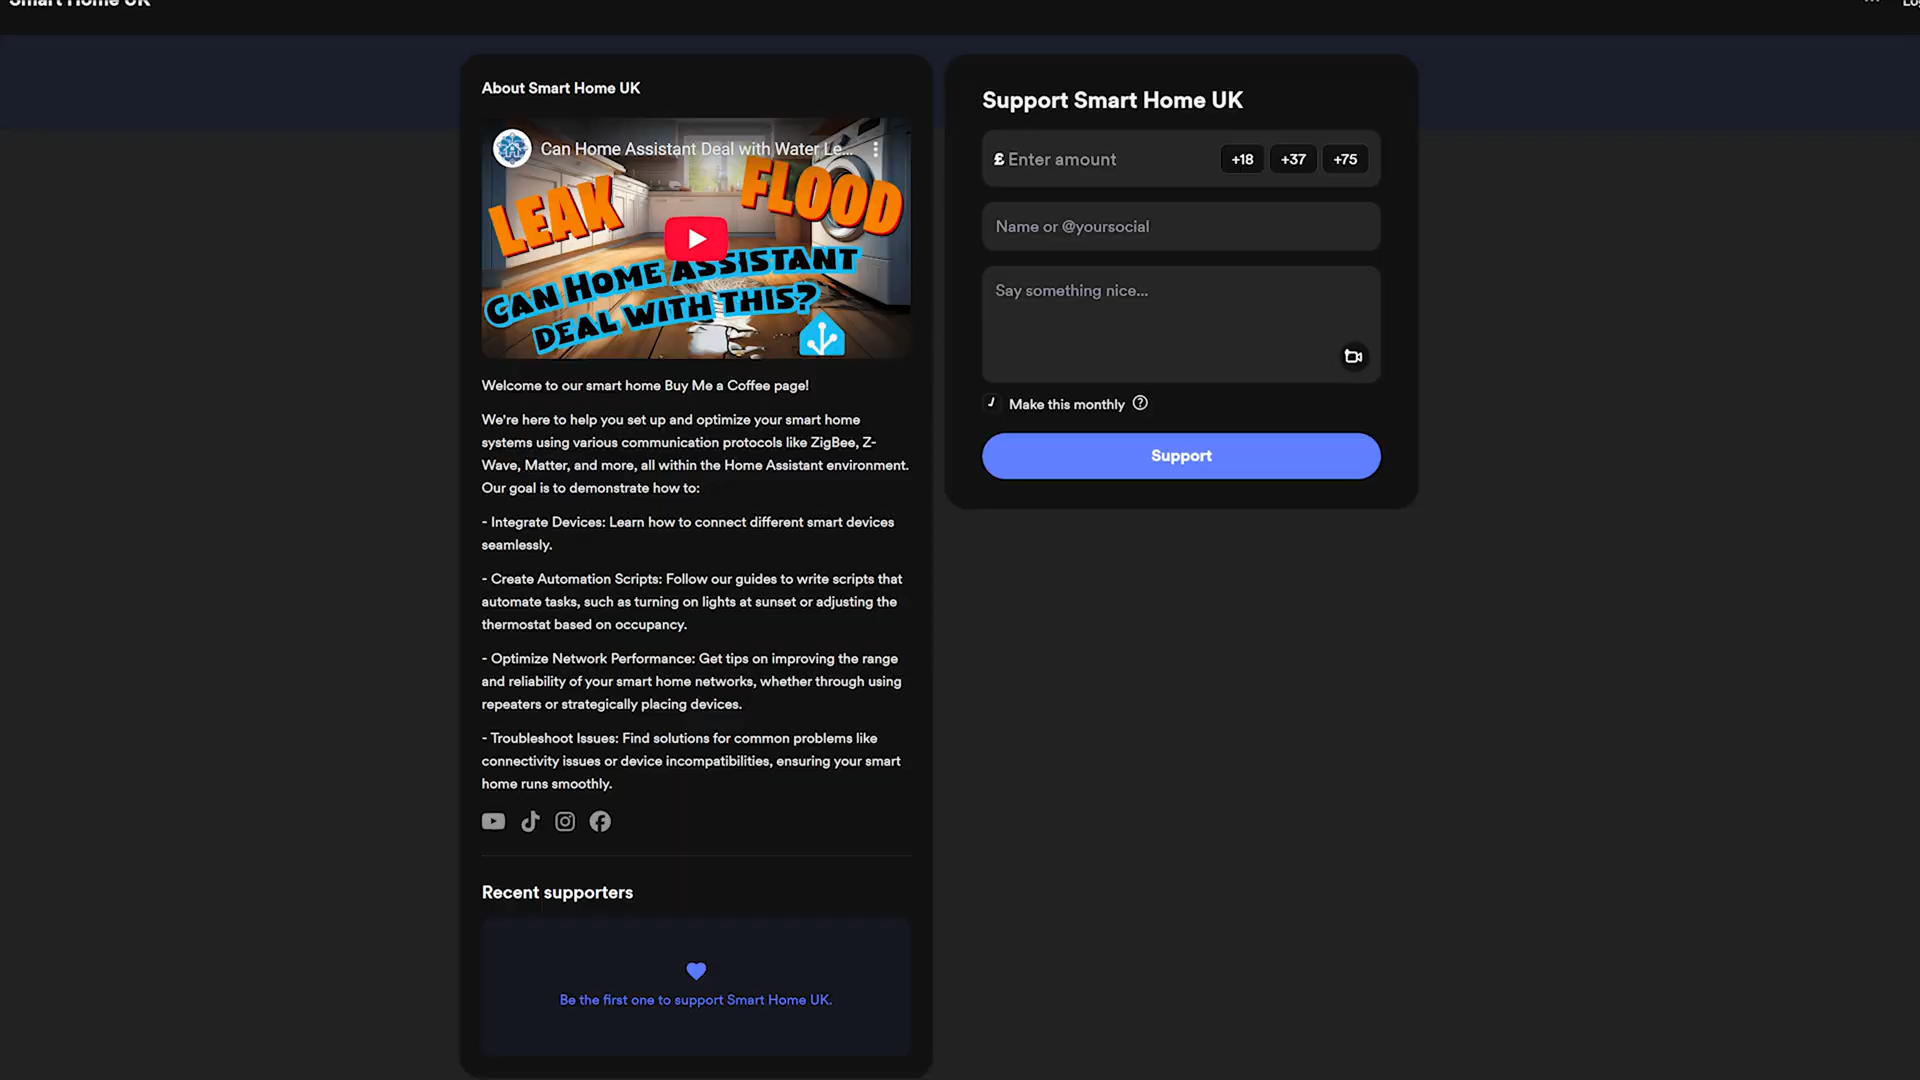 Smart Home UK
About Smart Home UK
Can Home Assistant Deal with Water Le...
LEAK
FLOOD
CAN HOME ASSISTANT
DEAL WITH THIS?
Welcome to our smart home Buy Me a Coffee page!
We're here to help you set up and optimize your smart home
systems using various communication protocols like ZigBee, Z-
Wave, Matter, and more, all within the Home Assistant environment.
Our goal is to demonstrate how to:
- Integrate Devices: Learn how to connect different smart devices
seamlessly.
- Create Automation Scripts: Follow our guides to write scripts that
automate tasks, such as turning on lights at sunset or adjusting the
thermostat based on occupancy.
- Optimize Network Performance: Get tips on improving the range
and reliability of your smart home networks, whether through using
repeaters or strategically placing devices.
- Troubleshoot Issues: Find solutions for common problems like
connectivity issues or device incompatibilities, ensuring your smart
home runs smoothly.
Recent supporters
Be the first one to support Smart Home UK.
Support Smart Home UK
£ Enter amount +18 +37 +75
Name or @yoursocial
Say something nice...
Make this monthly
Support